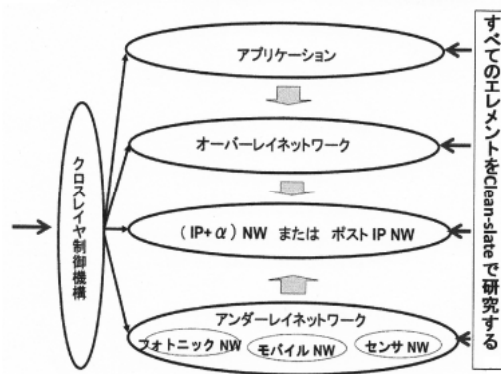 アプリケーション
オーバーレイネットワーク
(IP+α) NW または ポスト IP NW
アンダーレイネットワーク
フォトニック NW
モバイル NW
センサ NW
クロスレイヤ制御機構
すべてのエレメントをClean-slateで研究する